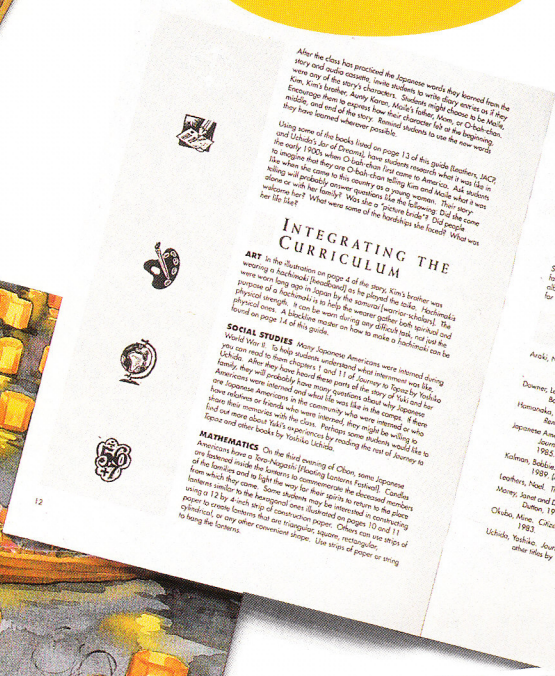 After the class has practiced the Japanese words they learned from the
story and audio cassette, invite students to write diary entries as if they
were any of the story's characters. Students might choose to be Maile,
Kim, Kim's brother, Aunty Karen, Maile's father, Mom, or O-bah-chan.
Encourage them to express how their character felt at the beginning,
middle, and end of the story. Remind students to use the new words
they have learned wherever possible.
Using some of the books listed on page 13 of this guide [Leathers, JACP,
and Uchida's Jar of Dreams], have students research what it was like in
the early 1900s when O-bah-chan first came to America. Ask students
to imagine that they are O-bah-chan telling Kim and Maile what it was
like when she came to this country as a young women. Their story
telling will probably answer questions like the following: Did she come
alone or with her family? Was she a "picture bride"? Did people
welcome her? What were some of the hardships she faced? What was
her life like?
INTEGRATING THE
CURRICULUM
ART In the illustration on page 4 of the story, Kim's brother was
wearing a hachimaki [headband] as he played the taiko. Hachimakis
were worn long ago in Japan by the samurai [warrior-scholars]. The
purpose of a hachimaki is to help the wearer gather both spiritual and
physical strength. It can be worn during any difficult task, not just the
physical ones. A blackline master on how to make a hachimaki can be
found on page 14 of this guide.
SOCIAL STUDIES Many Japanese Americans were interned during
World War II. To help students understand what internment was like,
you can read to them chapters 1 and 11 of Journey to Topaz by Yoshiko
Uchida. After they have heard these parts of the story of Yuki and her
family, they will probably have many questions about why Japanese
Americans were interned and what life was like in the camps. If there
are Japanese Americans in the community who were interned or who
have relatives or friends who were interned, they might be willing to
share their memories with the class. Perhaps some students would like to
find out more about Yuki's experiences by reading the rest of Journey to
Topaz and other books by Yoshiko Uchida.
MATHEMATICS On the third evening of Obon, some Japanese
Americans have a Toro-Nagashi [Floating Lanterns Festival]. Candles
are fastened inside the lanterns to commemorate the deceased members
of the families and to light the way for their spirits to return to the place
from which they came. Some students may be interested in constructing
lanterns similar to the hexagonal ones illustrated on pages 10 and 11
using a 12 by 4-inch strip of construction paper. Others can use strips of
paper to create lanterns that are triangular, square, rectangular,
cylindrical, or any other convenient shape. Use strips of paper or string
to hang the lanterns.
12
Araki,
Downer,
Hamanaka,
Japanese
Jour
1985.
Kalman, Bobbie
1989.
Leathers, Noel. T
Morey, Janet and D
Dutton, 19
Okubo, Mine. Citiz
1983.
Uchida, Yoshiko. Jour
other titles by